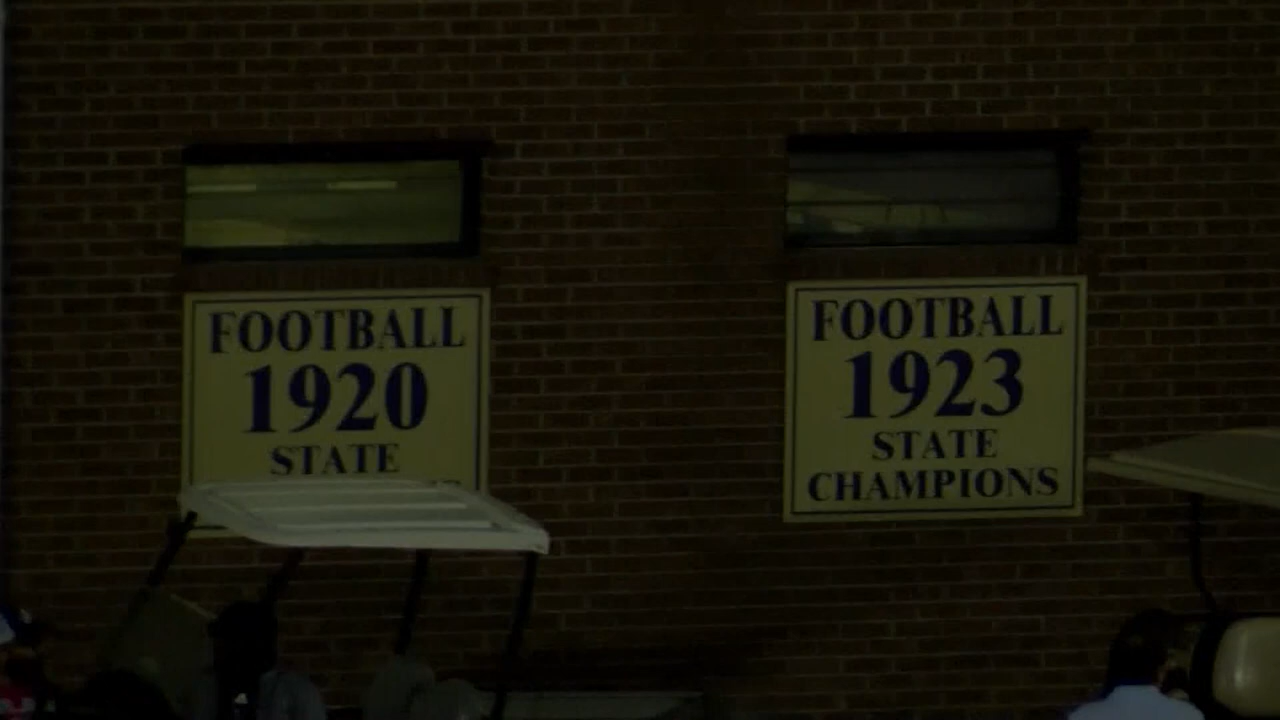 FOOTBALL
1920
STATE
FOOTBALL
1923
STATE
CHAMPIONS